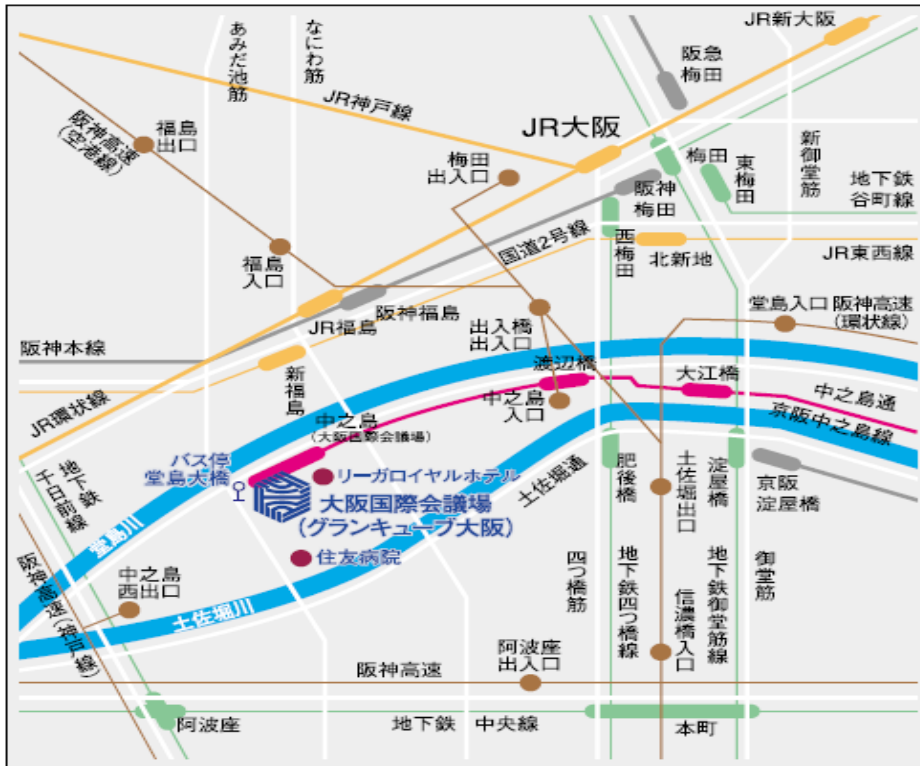 JR新大阪
あみだ池筋
なにわ筋
阪急
梅田
JR神戸線
JR大阪
阪神高速
(空港線)
福島
出口
梅田
出入口
梅田
東梅田
新御堂筋
地下鉄
谷町線
阪神
梅田
国道2号線
西梅田
北新地
JR東西線
福島
入口
阪神福島
JR福島
出入橋
出入口
堂島入口
阪神高速
(環状線)
阪神本線
新福島
渡辺橋
大江橋
中之島通
JR環状線
中之島
(大阪国際会議場)
中之島
入口
京阪中之島線
バス停
堂島大橋
リーガロイヤルホテル
大阪国際会議場
(グランキューブ大阪)
土佐堀通
肥後橋
土佐堀出口
淀屋橋
京阪
淀屋橋
地下鉄
千日前線
堂島川
住友病院
阪神高速(神戸線)
中之島
西出口
土佐堀川
四つ橋筋
地下鉄四つ橋線
信濃橋入口
地下鉄御堂筋線
御堂筋
阪神高速
阿波座
出入口
阿波座
地下鉄 中央線
本町